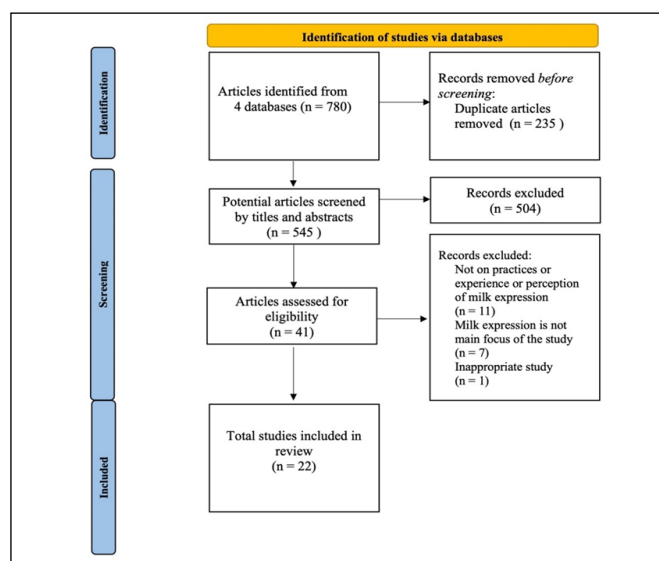 Identification of studies via databases
Identification
Articles identified from
4 databases (n = 780)
Records removed before
screening:
Duplicate articles
removed (n = 235 )
Screening
Potential articles screened
by titles and abstracts
(n = 545 )
Records excluded
(n = 504)
Articles assessed for
eligibility
(n = 41)
Records excluded:
Not on practices or
experience or perception
of milk expression
(n = 11)
Milk expression is not
main focus of the study
(n = 7)
Inappropriate study
(n = 1)
Included
Total studies included in
review
(n = 22)